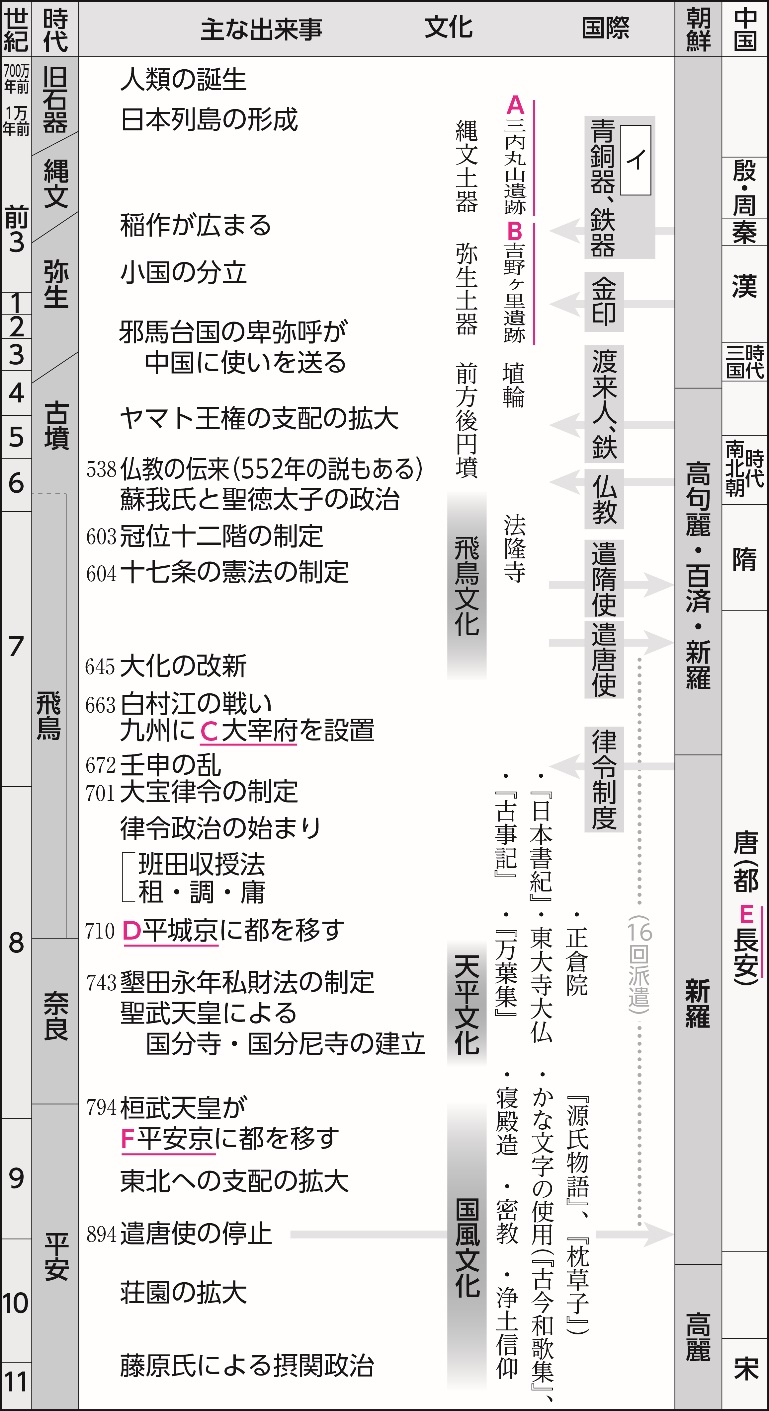 世紀
時代
主な出来事
文化
国際
朝鮮
中国
700万年前
1万年前
前3
1
2
3
4
5
6
7
8
9
10
11
旧石器
縄文
弥生
古墳
飛鳥
奈良
平安
人類の誕生
日本列島の形成
稲作が広まる
小国の分立
邪馬台国の卑弥呼が
中国に使いを送る
ヤマト王権の支配の拡大
538 仏教の伝来(552年の説もある)
蘇我氏と聖徳太子の政治
603 冠位十二階の制定
604 十七条の憲法の制定
645 大化の改新
663 白村江の戦い
九州にC大宰府を設置
672 壬申の乱
701 大宝律令の制定
律令政治の始まり
班田収授法
租・調・庸
710 D平城京に都を移す
743 墾田永年私財法の制定
聖武天皇による
国分寺・国分尼寺の建立
794 桓武天皇が
F平安京に都を移す
東北への支配の拡大
894 遣唐使の停止
荘園の拡大
藤原氏による摂関政治
縄文土器
A三内丸山遺跡
弥生土器
B吉野ヶ里遺跡
前方後円墳
埴輪
飛鳥文化
法隆寺
・『日本書紀』
・『古事記』
天平文化
・正倉院
・東大寺大仏
・『万葉集』
国風文化
・かな文字の使用(『古今和歌集』、
『源氏物語』、『枕草子』)
・寝殿造
・密教
・浄土信仰
イ
青銅器、鉄器
金印
渡来人、鉄
仏教
遣隋使
遣唐使
律令制度
(16回派遣)
高句麗・百済・新羅
新羅
高麗
殷・周
秦
漢
三国時代
南北朝時代
隋
唐(都E長安)
宋